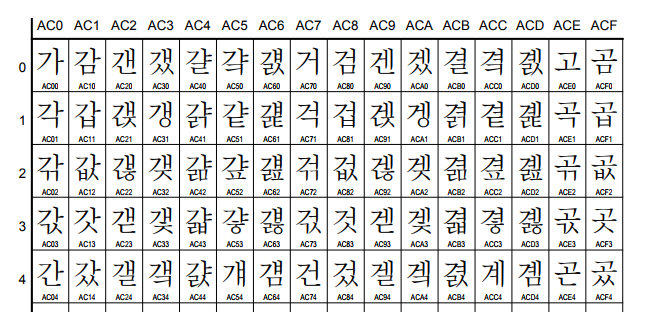 AC0 AC1 AC2 AC3 AC4 AC5 AC6 AC7 AC8 AC9 ACA ACB ACC ACD ACE ACF
0 가 감 갠 갰 걀 걐 걠 거 검 겐 겠 결 곀 곐 고 곰
AC00 AC10 AC20 AC30 AC40 AC50 AC60 AC70 AC80 AC90 ACA0 ACB0 ACC0 ACD0 ACE0 ACF0
1 각 갑 갡 갱 걁 걑 걡 걱 겁 겑 겡 겱 곁 곑 곡 곱
AC01 AC11 AC21 AC31 AC41 AC51 AC61 AC71 AC81 AC91 ACA1 ACB1 ACC1 ACD1 ACE1 ACF1
2 갂 값 갢 갲 걂 걒 걢 걲 겂 겒 겢 겲 곂 곒 곢 곲
AC02 AC12 AC22 AC32 AC42 AC52 AC62 AC72 AC82 AC92 ACA2 ACB2 ACC2 ACD2 ACE2 ACF2
3 갃 갓 갣 갳 걃 걓 걣 걳 것 겓 겣 겳 곃 곓 곣 곳
AC03 AC13 AC23 AC33 AC43 AC53 AC63 AC73 AC83 AC93 ACA3 ACB3 ACC3 ACD3 ACE3 ACF3
4 간 갔 갤 갴 걄 걔 걤 건 겄 겔 겤 겴 계 곔 곤 곴
AC04 AC14 AC24 AC34 AC44 AC54 AC64 AC74 AC84 AC94 ACA4 ACB4 ACC4 ACD4 ACE4 ACF4